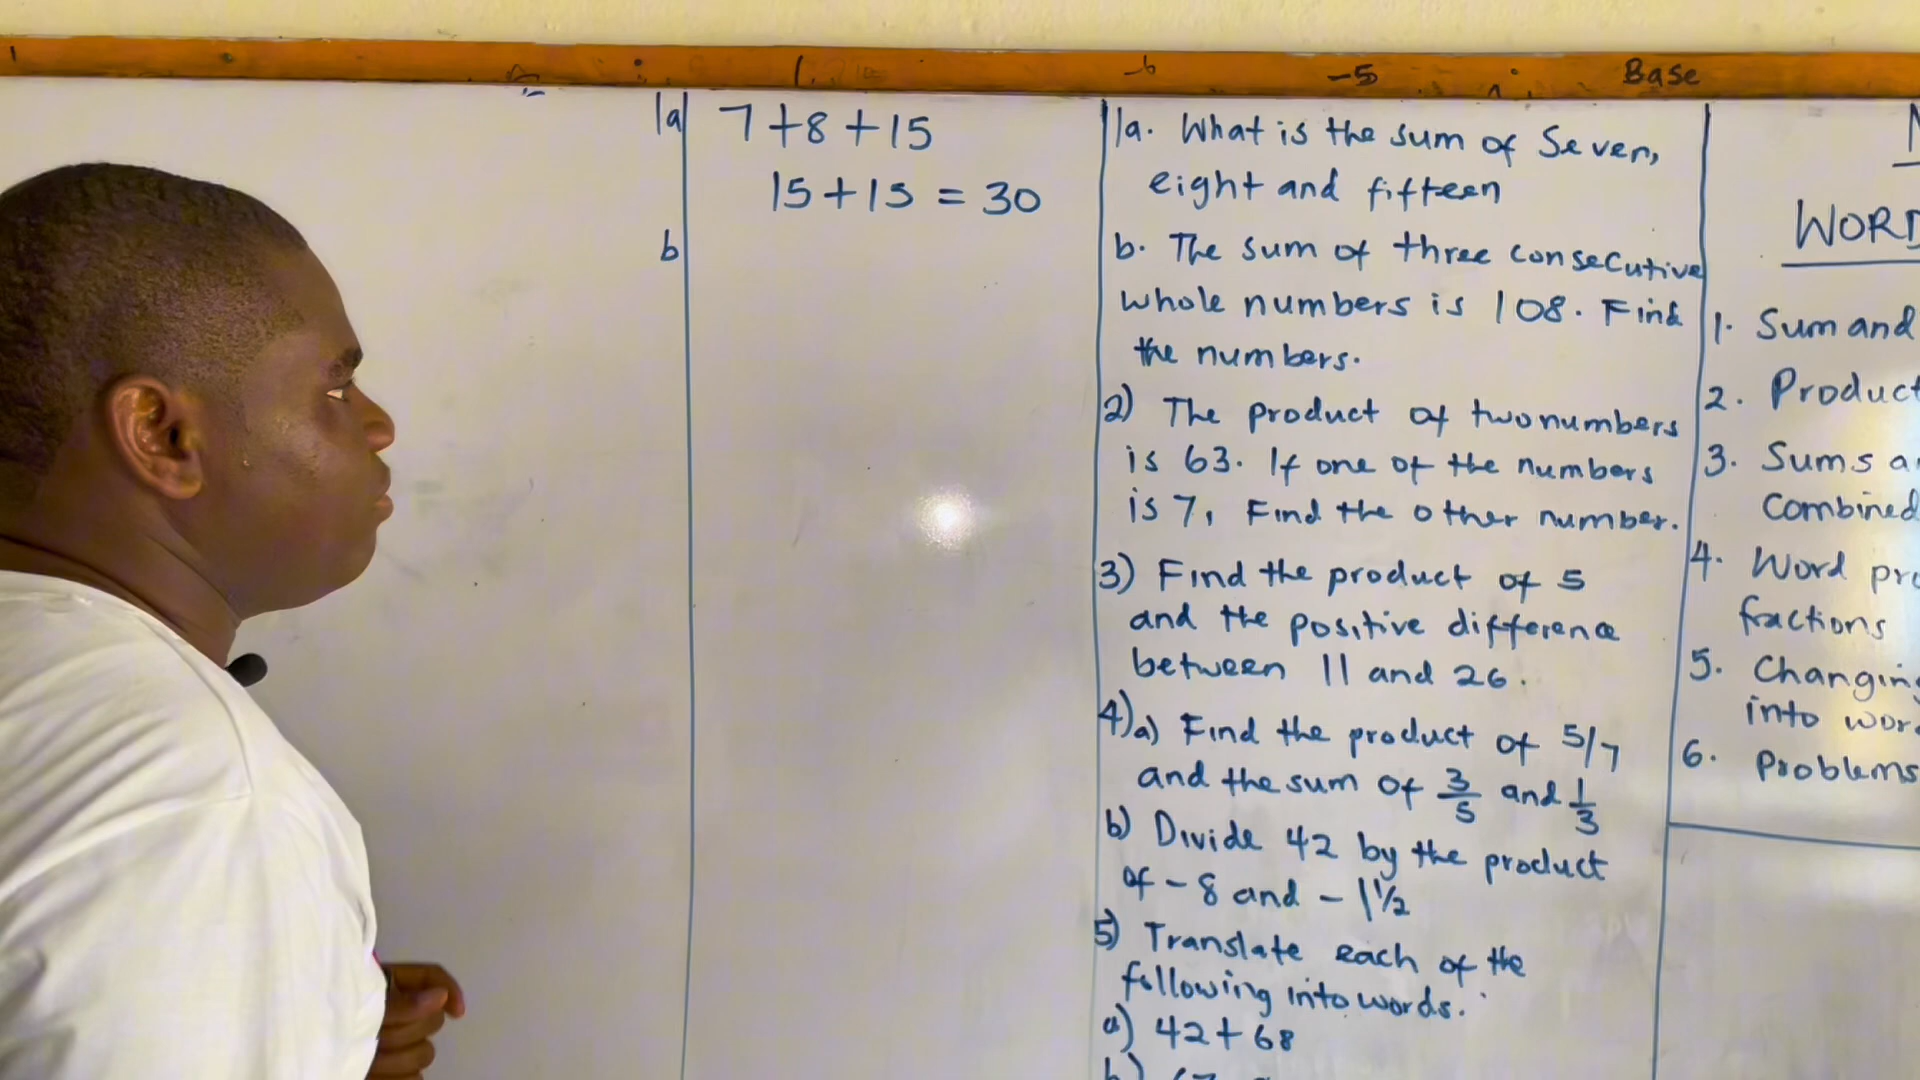 -6 -5 Base
1a 7+8+15
15+15 = 30
b
1a. What is the sum of Seven,
eight and fifteen
b. The sum of three consecutive
whole numbers is 108. Find
the numbers.
2) The product of two numbers
is 63. If one of the numbers
is 7, Find the other number.
3) Find the product of 5
and the positive difference
between 11 and 26.
4) a) Find the product of 5/7
and the sum of 3/5 and 1/3
b) Divide 42 by the product
of -8 and -1 1/2
5) Translate each of the
following into words.
a) 42+68
b)
WORD
1. Sum and
2. Product
3. Sums
combined
4. Word
fractions
5. Changing
into
6. Problems